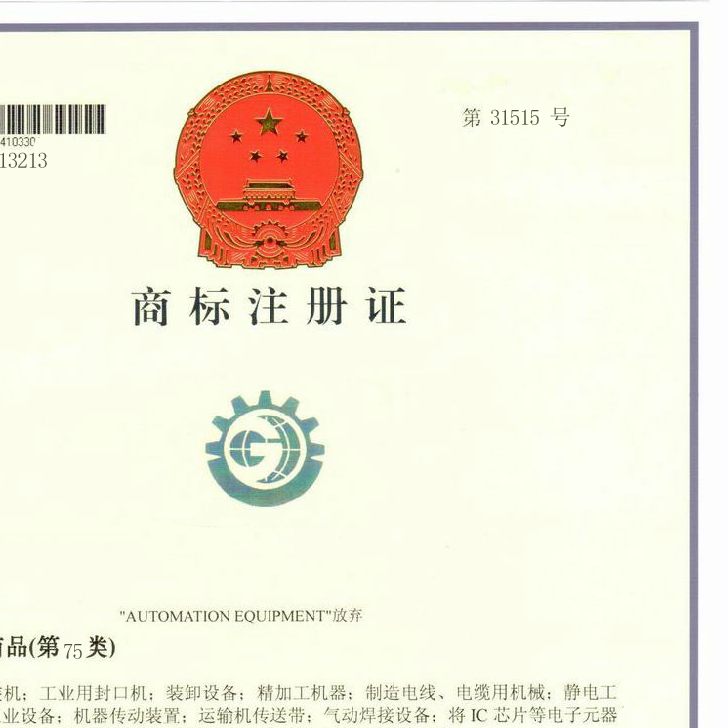 第 31515 号
410330
13213
商标注册证
"AUTOMATION EQUIPMENT"放弃
品(第75类)
机；工业用封口机；装卸设备；精加工机器；制造电线、电缆用机械；静电工
业设备；机器传动装置；运输机传送带；气动焊接设备；将 IC 芯片等电子元器